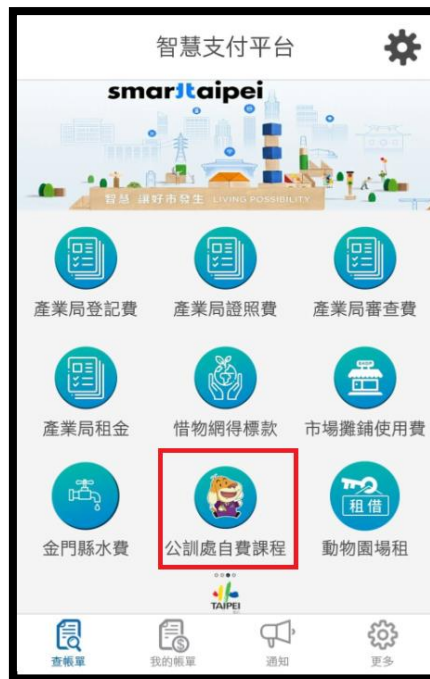 智慧支付平台
smarttaipei
智慧 讓好市發生 LIVING POSSIBILITY
產業局登記費 產業局證照費 產業局審查費
產業局租金 惜物網得標款 市場攤鋪使用費
租借
金門縣水費 公訓處自費課程 動物園場租
TAIPEI
查帳單 我的帳單 通知 更多